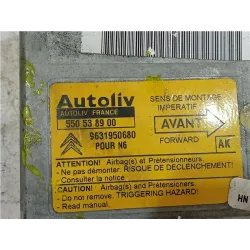 Autoliv
AUTOLIV FRANCE
550 53 89 00
9631950680
POUR N6
SENS DE MONTAGE
IMPERATIF
AVANT
FORWARD
AK
ATTENTION! Airbag(s) et Prétensionneurs.
- Ne pas démonter. RISQUE DE DECLENCHEMENT!
- Consulter la notice
WARNING! Airbag(s) and Pretensioners.
- Do not remove. TRIGGERING HAZARD!
- Read manual.
HN